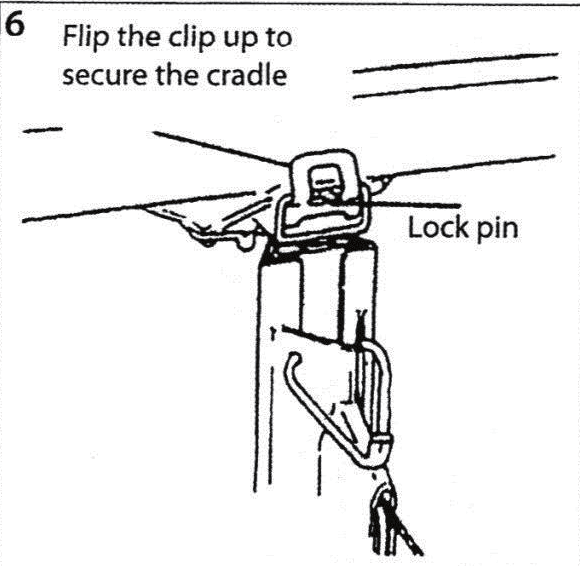 6
Flip the clip up to
secure the cradle
Lock pin